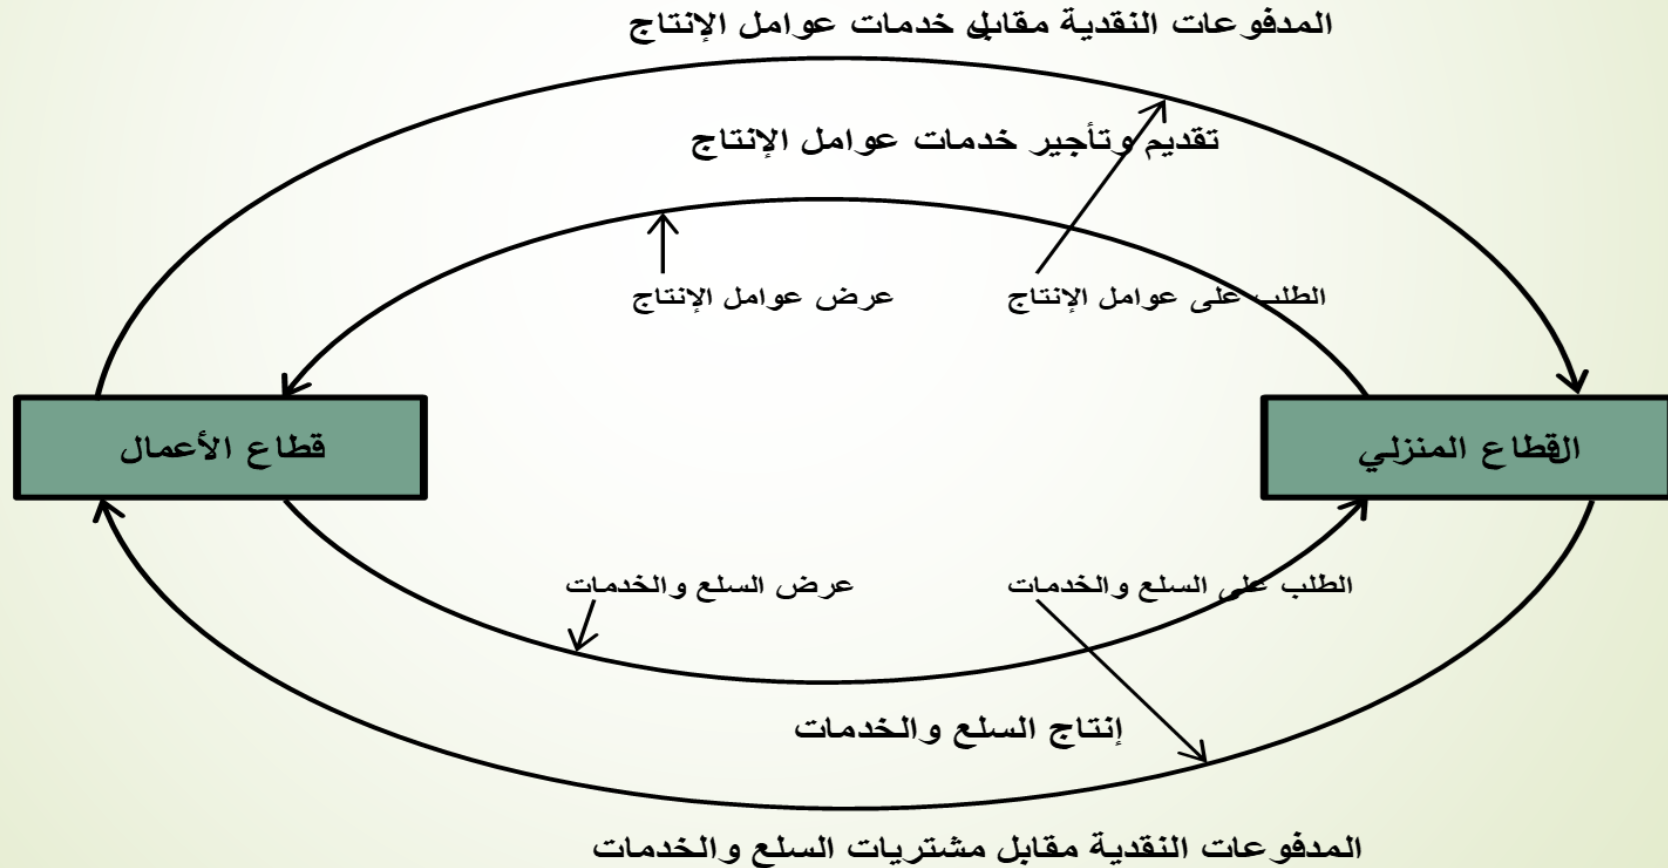 المدفوعات النقدية مقابل خدمات عوامل الإنتاج
تقديم وتأجير خدمات عوامل الإنتاج
الطلب على عوامل الإنتاج
عرض عوامل الإنتاج
القطاع المنزلي
قطاع الأعمال
الطلب على السلع والخدمات
عرض السلع والخدمات
إنتاج السلع والخدمات
المدفوعات النقدية مقابل مشتريات السلع والخدمات